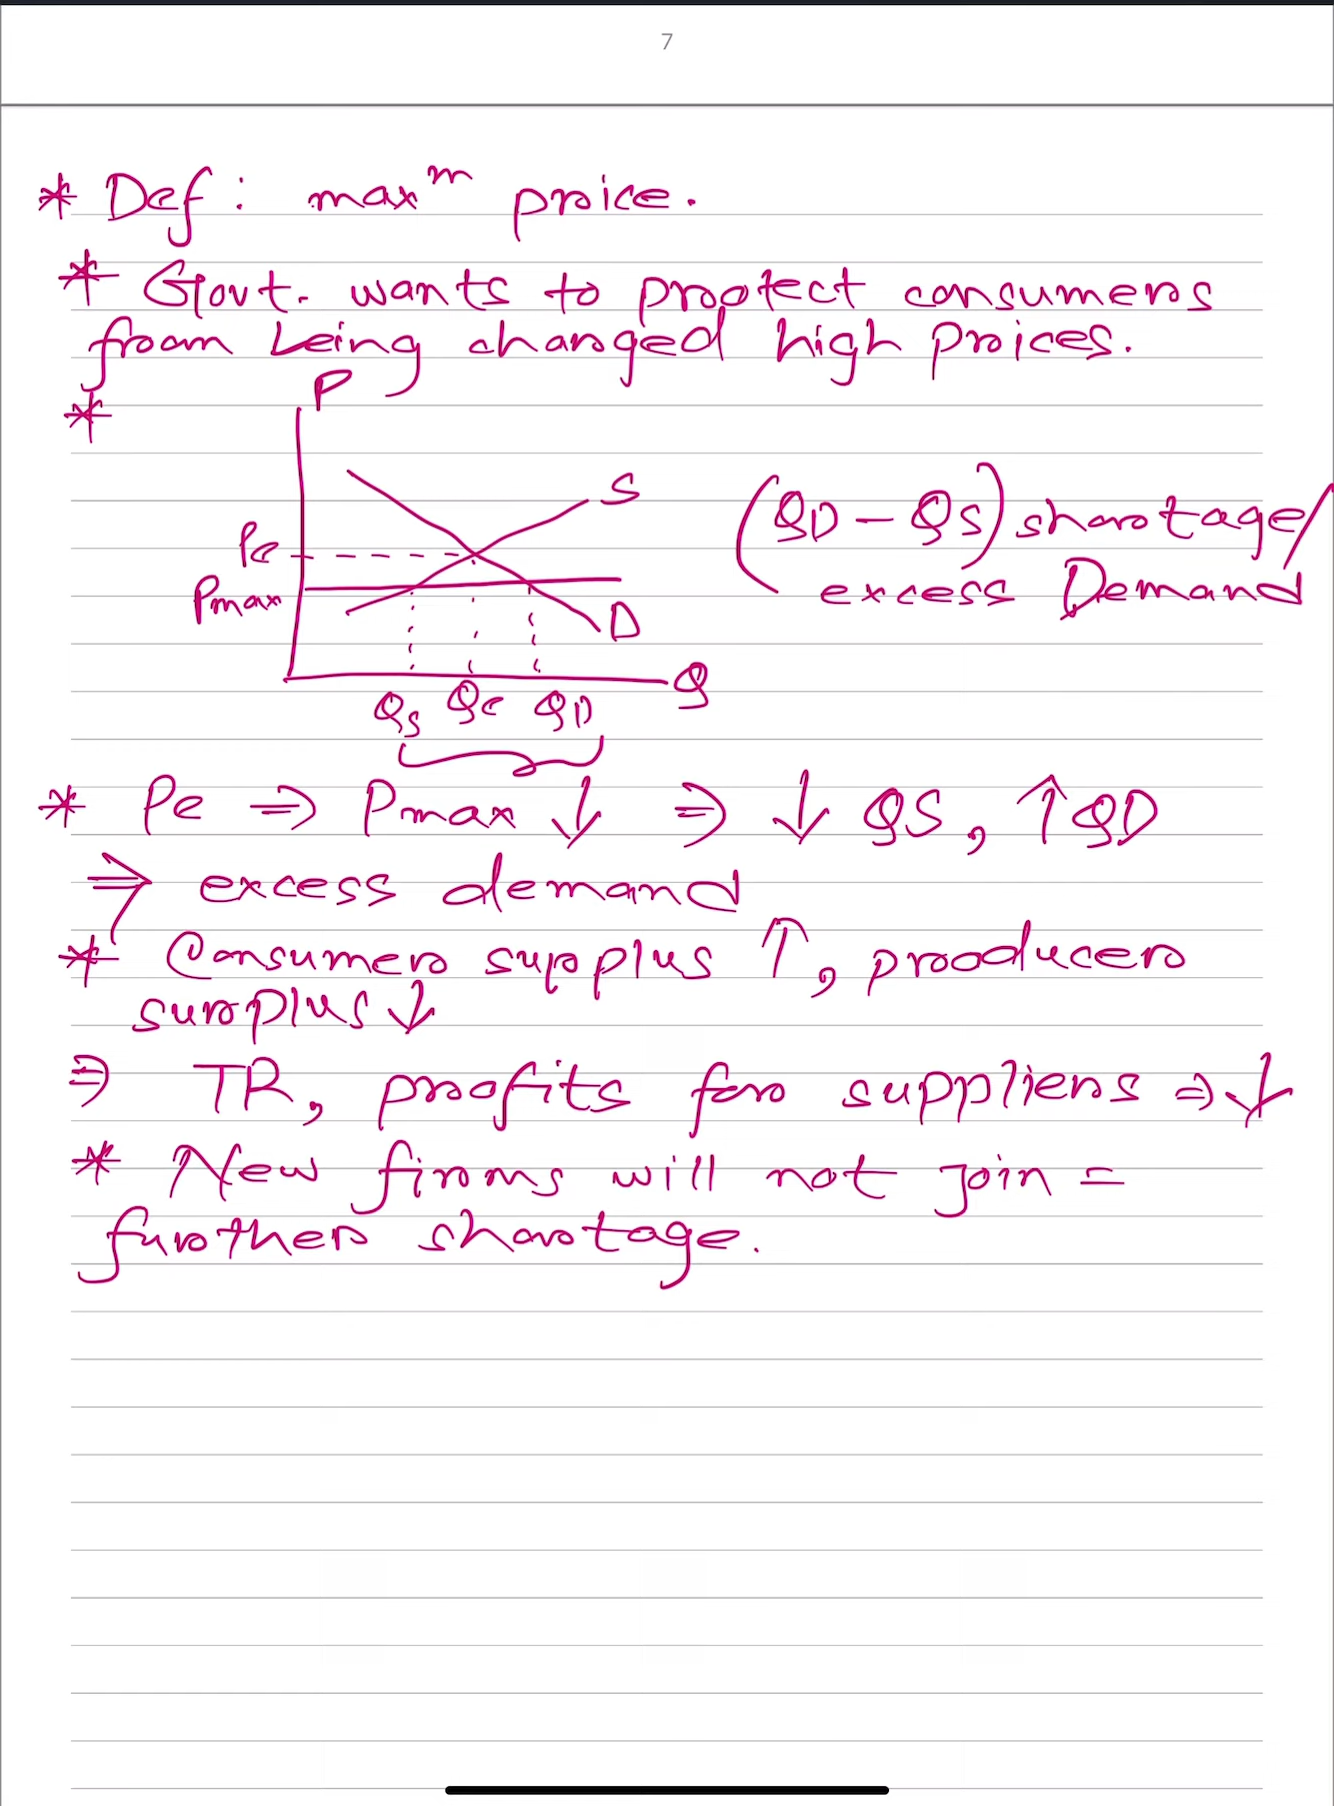 7
* Def : max^m price.
* Govt. wants to protect consumers
from being charged high prices.
*
P
S
Pe
Pmax
D
Q
Qs Qe QD
(QD - QS) shortage/
excess Demand
* Pe ⇒ Pmax ↓ ⇒ ↓ QS, ↑QD
⇒ excess demand
* Consumer surplus ↑, producer
surplus ↓
⇒ TR, profits for suppliers ⇒ ↓
* New firms will not join =
further shortage.